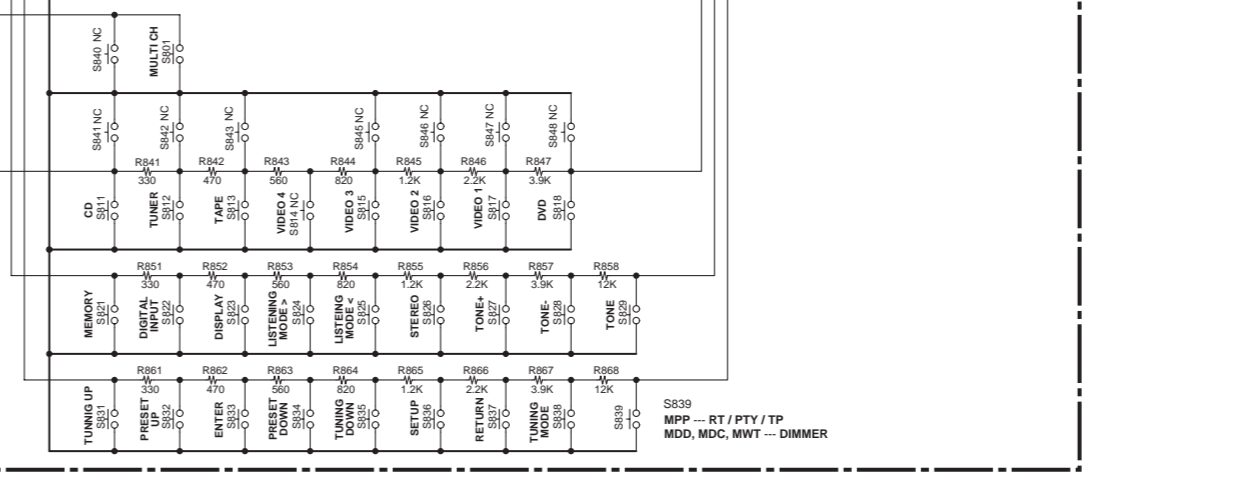 S840 NC
MULTI CH
S801
S841 NC
S842 NC
S843 NC
S845 NC
S846 NC
S847 NC
S848 NC
R841
R842
R843
R844
R845
R846
R847
330
470
560
820
1.2K
2.2K
3.9K
CD
S811
TUNER
S812
TAPE
S813
VIDEO 4
S814 NC
VIDEO 3
S815
VIDEO 2
S816
VIDEO 1
S817
DVD
S818
R851
R852
R853
R854
R855
R856
R857
R858
330
470
560
820
1.2K
2.2K
3.9K
12K
MEMORY
S821
DIGITAL
INPUT
S822
DISPLAY
S823
LISTENING
MODE >
S824
LISTEING
MODE <
S825
STEREO
S826
TONE+
S827
TONE-
S828
TONE
S829
R861
R862
R863
R864
R865
R866
R867
R868
330
470
560
820
1.2K
2.2K
3.9K
12K
TUNNIG UP
S831
PRESET
UP
S832
ENTER
S833
PRESET
DOWN
S834
TUNING
DOWN
S835
SETUP
S836
RETURN
S837
TUNING
MODE
S838
S839
S839
MPP --- RT / PTY / TP
MDD, MDC, MWT --- DIMMER